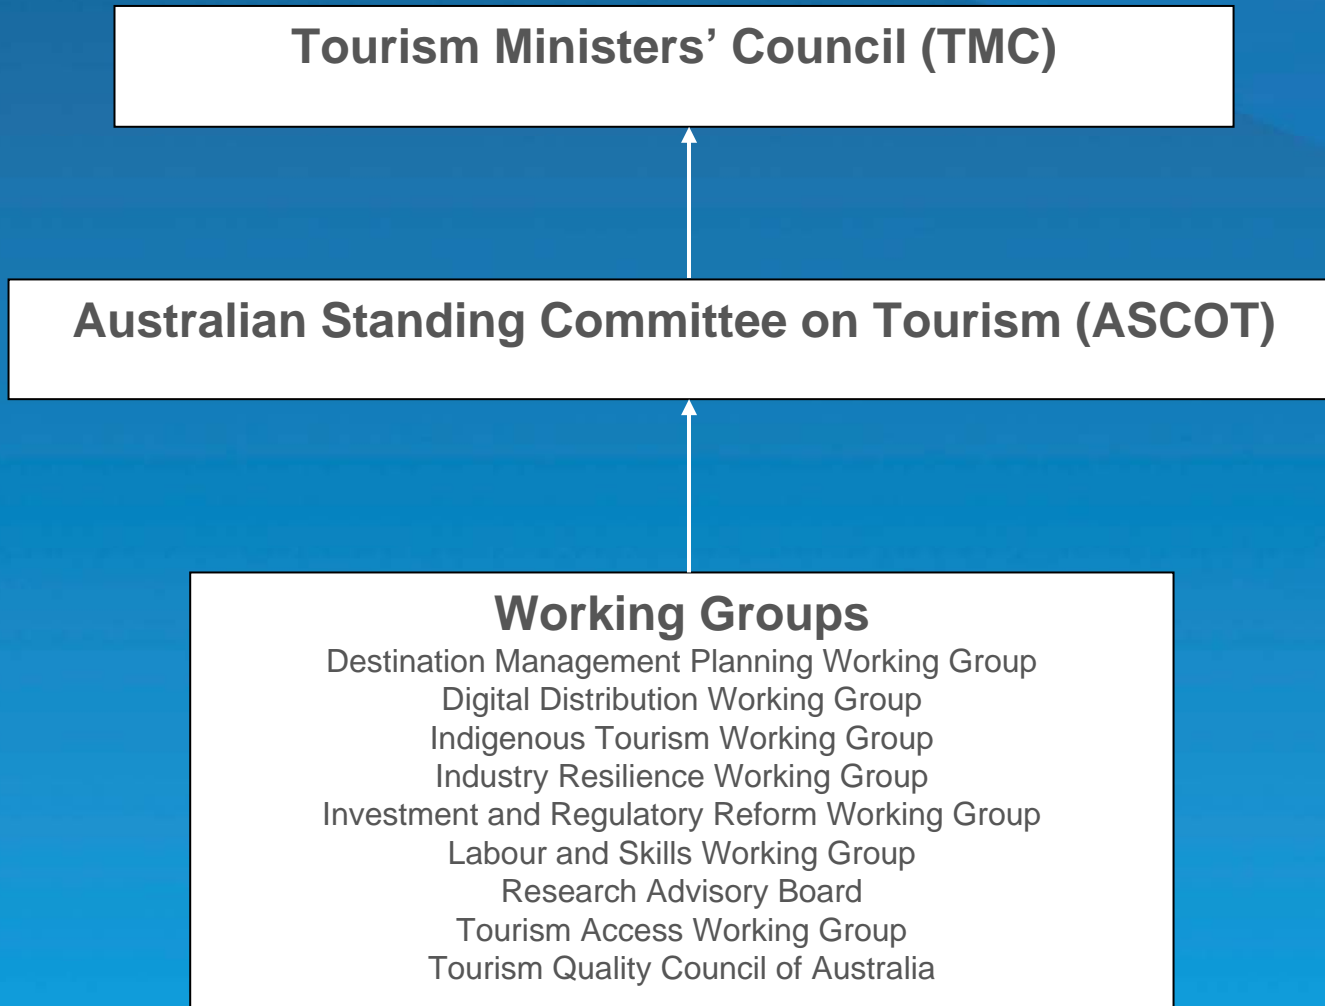 Tourism Ministers’ Council (TMC)
Australian Standing Committee on Tourism (ASCOT)
Working Groups
Destination Management Planning Working Group
Digital Distribution Working Group
Indigenous Tourism Working Group
Industry Resilience Working Group
Investment and Regulatory Reform Working Group
Labour and Skills Working Group
Research Advisory Board
Tourism Access Working Group
Tourism Quality Council of Australia